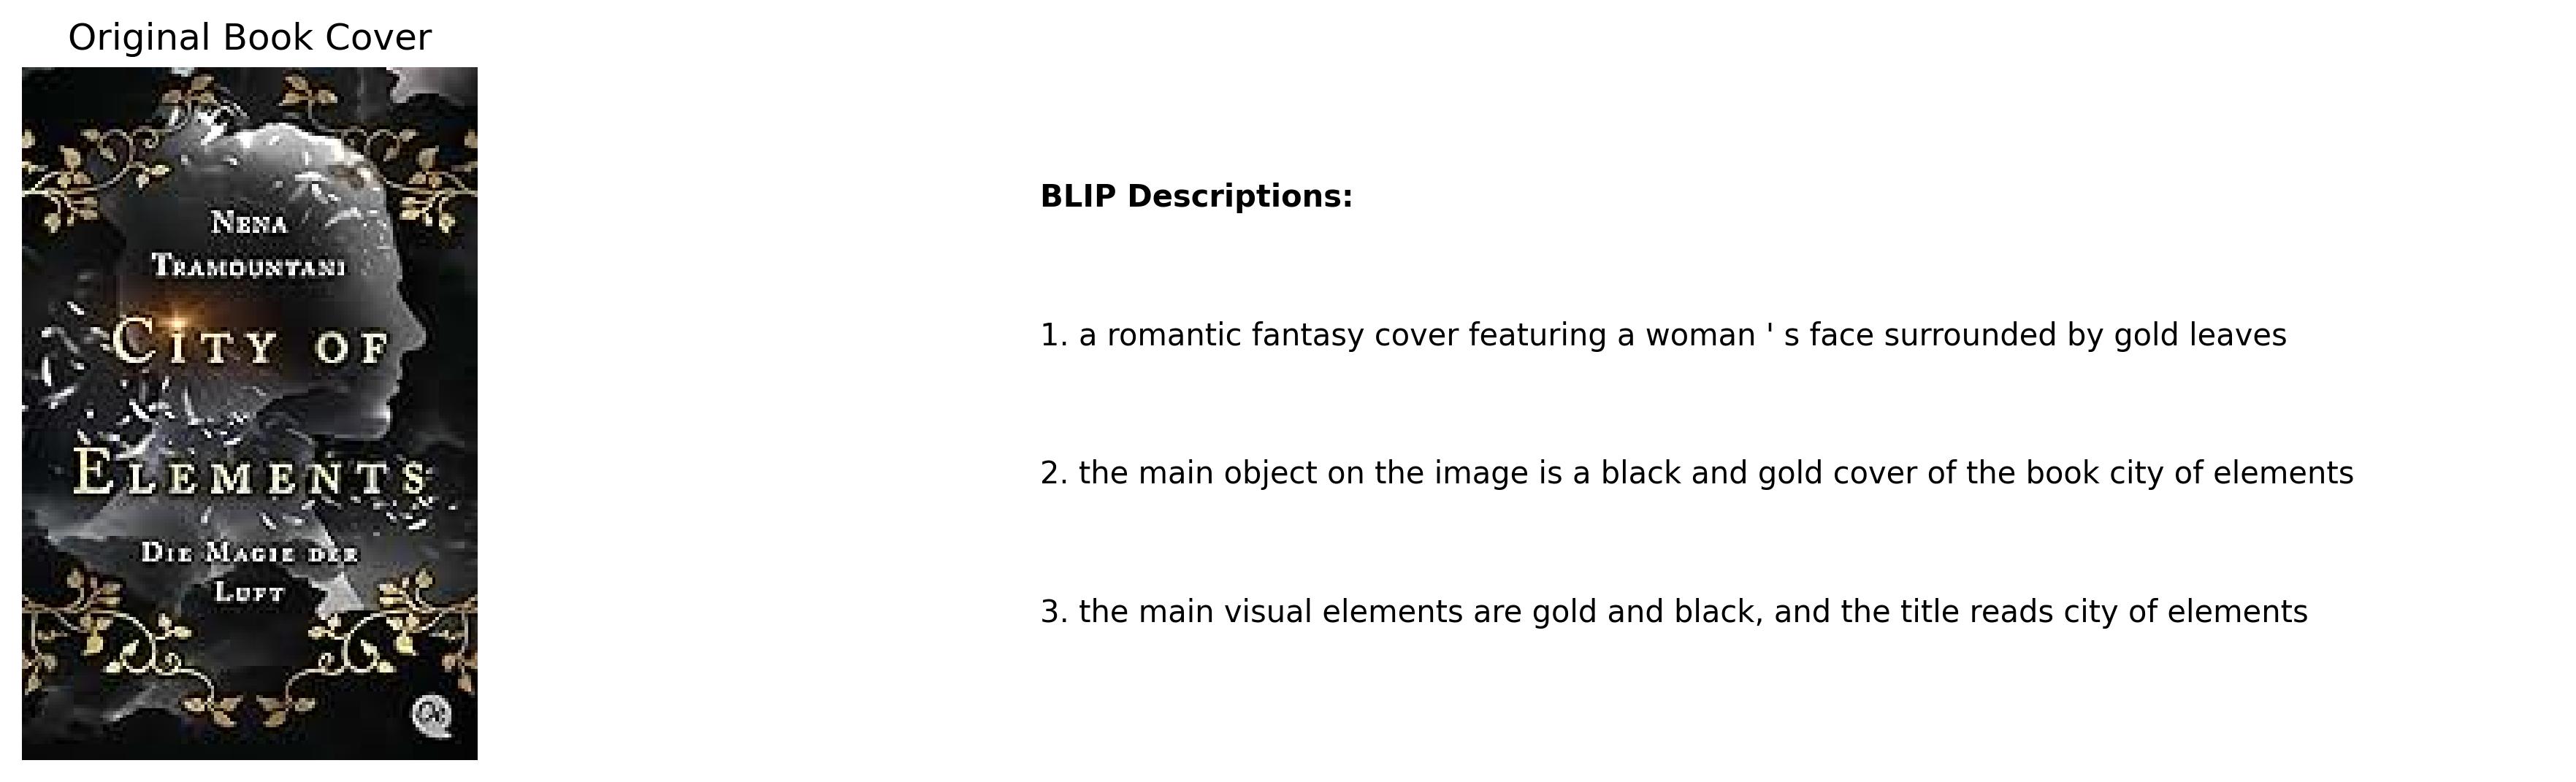 Original Book Cover
NENA
TRAMOUNTANI
CITY OF
ELEMENTS
DIE MAGIE DER
LUFT
BLIP Descriptions:
1. a romantic fantasy cover featuring a woman ' s face surrounded by gold leaves
2. the main object on the image is a black and gold cover of the book city of elements
3. the main visual elements are gold and black, and the title reads city of elements